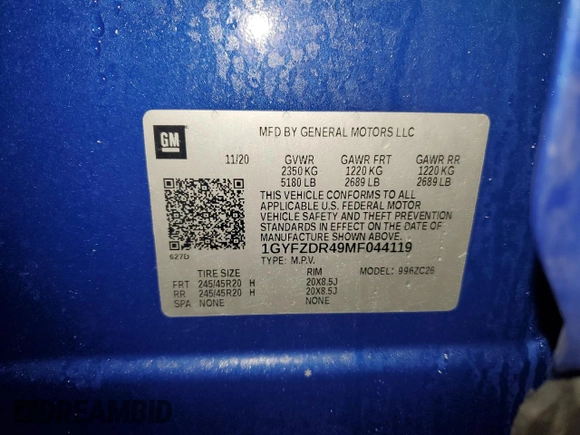 GM
MFD BY GENERAL MOTORS LLC
11/20 GVWR GAWR FRT GAWR RR
2350 KG 1220 KG 1220 KG
5180 LB 2689 LB 2689 LB
THIS VEHICLE CONFORMS TO ALL
APPLICABLE U.S. FEDERAL MOTOR
VEHICLE SAFETY AND THEFT PREVENTION
STANDARDS IN EFFECT ON THE DATE OF
MANUFACTURE SHOWN ABOVE.
627D
1GYFZDR49MF044119
TYPE: M.P.V.
TIRE SIZE RIM MODEL: 996ZC26
FRT 245/45R20 H 20X8.5J
RR 245/45R20 H 20X8.5J
SPA NONE NONE
DREAMBID